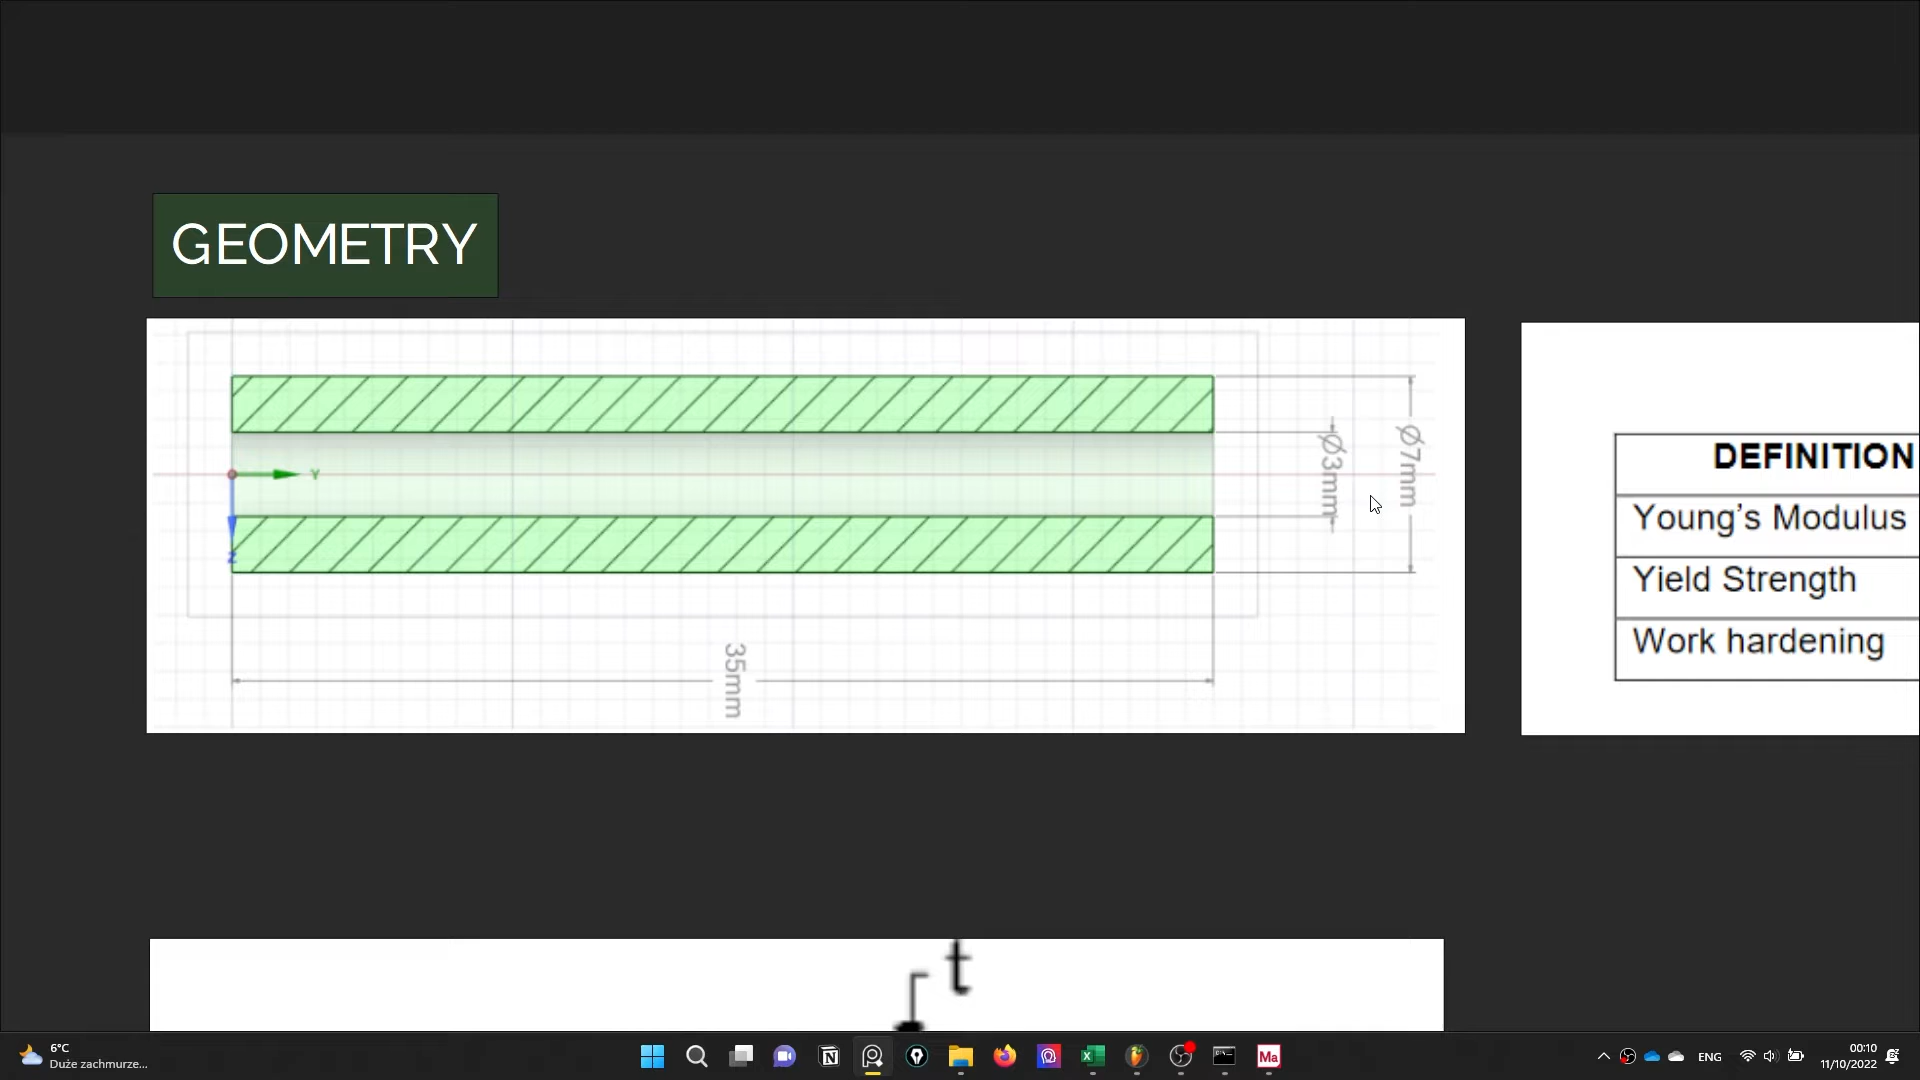 GEOMETRY
Y
Z
Ø3mm
Ø7mm
35mm
DEFINITION
Young’s Modulus
Yield Strength
Work hardening
t
6°C
Duże zachmurze...
Ma
ENG
00:10
11/10/2022